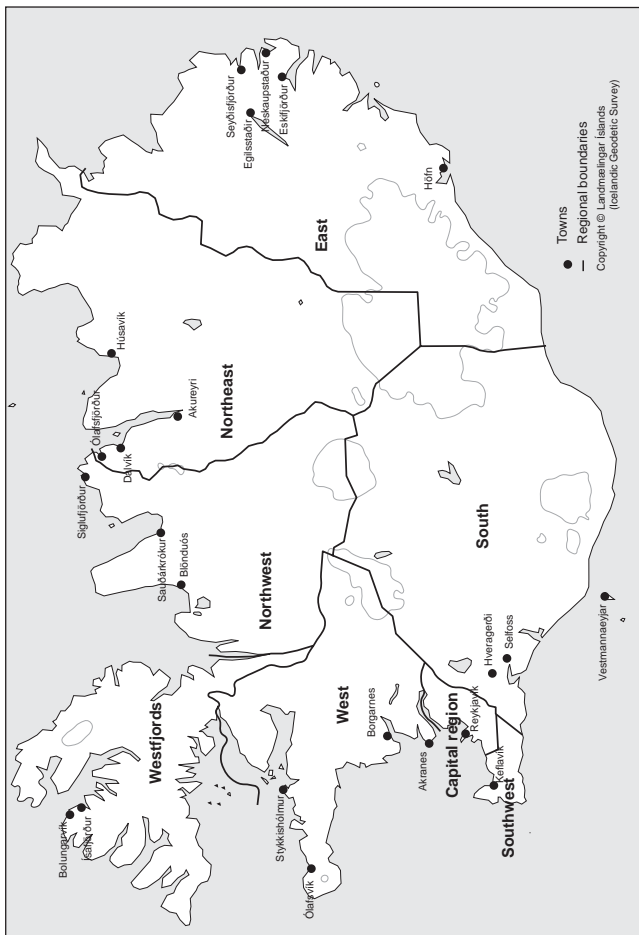 Bolungarvík
Ísafjörður
Westfjords
Siglufjörður
Ólafsfjörður
Dalvík
Húsavík
Akureyri
Sauðárkrókur
Blönduós
Northwest
Northeast
Seyðisfjörður
Neskaupstaður
Egilsstaðir
Eskifjörður
East
Höfn
Stykkishólmur
Ólafsvík
West
Borgarnes
Akranes
Capital region
Reykjavík
Keflavík
Southwest
South
Hveragerði
Selfoss
Vestmannaeyjar
Towns
Regional boundaries
Copyright © Landmælingar Íslands
(Icelandic Geodetic Survey)